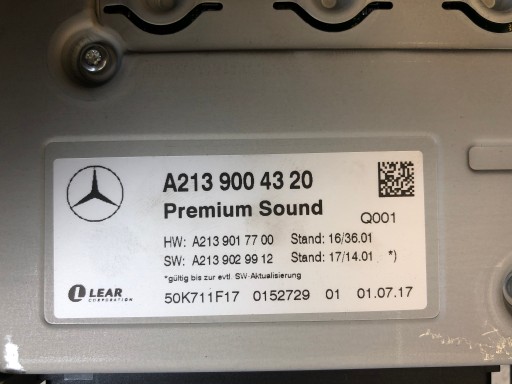 A213 900 43 20
Premium Sound
Q001
HW: A213 901 77 00 Stand: 16/36.01
SW: A213 902 99 12 Stand: 17/14.01 *)
*gültig bis zur evtl. SW-Aktualisierung
LEAR
CORPORATION
50K711F17 0152729 01 01.07.17